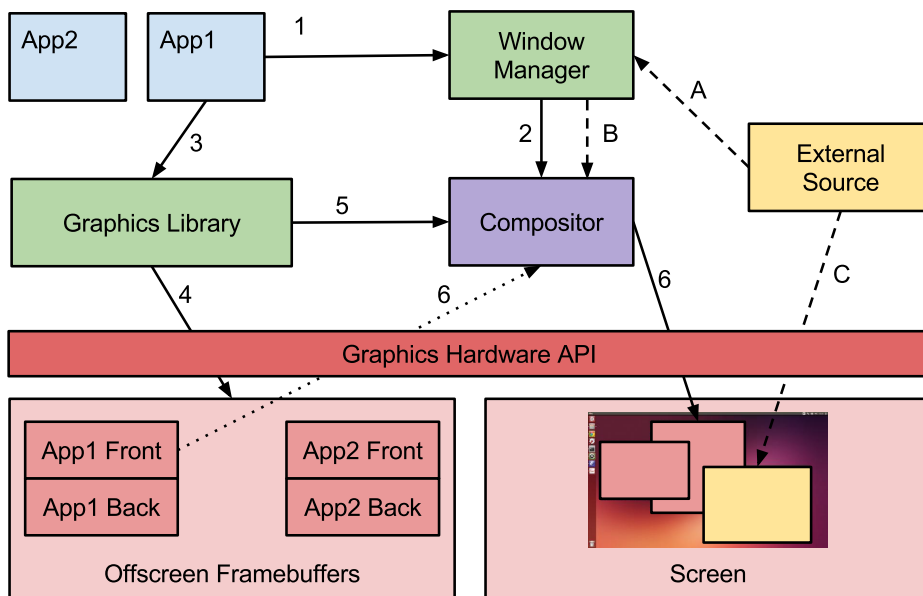 App2
App1
1
Window
Manager
A
3
2
B
External
Source
Graphics Library
5
Compositor
4
6
6
C
Graphics Hardware API
App1 Front
App2 Front
App1 Back
App2 Back
Offscreen Framebuffers
Screen